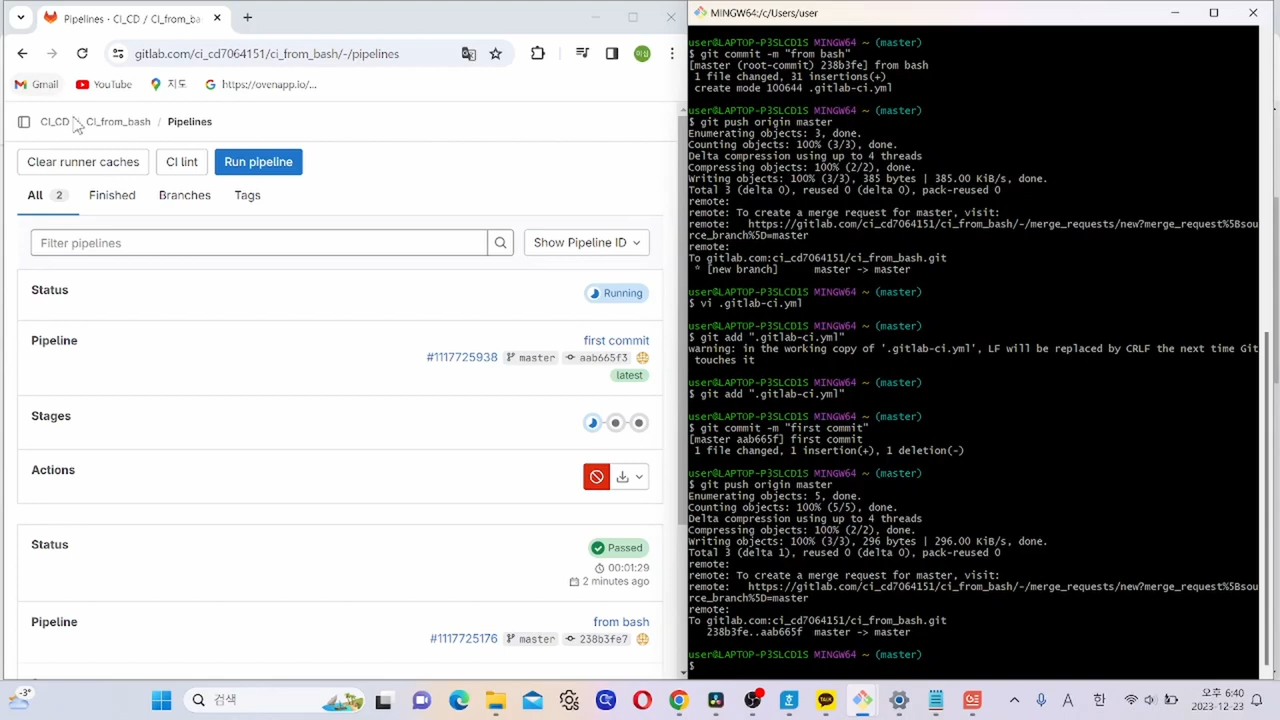 Pipelines · CI_CD / CI_from_ba
7064151/ci_from_bash/-/pipelines
이상
Gmail
YouTube
지도
https://ovenapp.io/...
Clear runner caches
CI lint
Run pipeline
All 2
Finished
Branches
Tags
Filter pipelines
Show Pipeline ID
Status
Running
Pipeline
first commit
#1117725938 master aab665f3
latest
Stages
Actions
Status
Passed
00:01:29
2 minutes ago
Pipeline
from bash
#1117725176 master 238b3fe7
MINGW64:/c/Users/user
user@LAPTOP-P3SLCD1S MINGW64 ~ (master)
$ git commit -m "from bash"
[master (root-commit) 238b3fe] from bash
1 file changed, 31 insertions(+)
create mode 100644 .gitlab-ci.yml
user@LAPTOP-P3SLCD1S MINGW64 ~ (master)
$ git push origin master
Enumerating objects: 3, done.
Counting objects: 100% (3/3), done.
Delta compression using up to 4 threads
Compressing objects: 100% (2/2), done.
Writing objects: 100% (3/3), 385 bytes | 385.00 KiB/s, done.
Total 3 (delta 0), reused 0 (delta 0), pack-reused 0
remote:
remote: To create a merge request for master, visit:
remote:   https://gitlab.com/ci_cd7064151/ci_from_bash/-/merge_requests/new?merge_request%5Bsou
rce_branch%5D=master
remote:
To gitlab.com:ci_cd7064151/ci_from_bash.git
* [new branch]      master -> master
user@LAPTOP-P3SLCD1S MINGW64 ~ (master)
$ vi .gitlab-ci.yml
user@LAPTOP-P3SLCD1S MINGW64 ~ (master)
$ git add ".gitlab-ci.yml"
warning: in the working copy of '.gitlab-ci.yml', LF will be replaced by CRLF the next time Git
touches it
user@LAPTOP-P3SLCD1S MINGW64 ~ (master)
$ git add ".gitlab-ci.yml"
user@LAPTOP-P3SLCD1S MINGW64 ~ (master)
$ git commit -m "first commit"
[master aab665f] first commit
1 file changed, 1 insertion(+), 1 deletion(-)
user@LAPTOP-P3SLCD1S MINGW64 ~ (master)
$ git push origin master
Enumerating objects: 5, done.
Counting objects: 100% (5/5), done.
Delta compression using up to 4 threads
Compressing objects: 100% (2/2), done.
Writing objects: 100% (3/3), 296 bytes | 296.00 KiB/s, done.
Total 3 (delta 1), reused 0 (delta 0), pack-reused 0
remote:
remote: To create a merge request for master, visit:
remote:   https://gitlab.com/ci_cd7064151/ci_from_bash/-/merge_requests/new?merge_request%5Bsou
rce_branch%5D=master
remote:
To gitlab.com:ci_cd7064151/ci_from_bash.git
238b3fe..aab665f  master -> master
user@LAPTOP-P3SLCD1S MINGW64 ~ (master)
$
-3°
검색
TALK
A
한
오후 6:40
2023-12-23